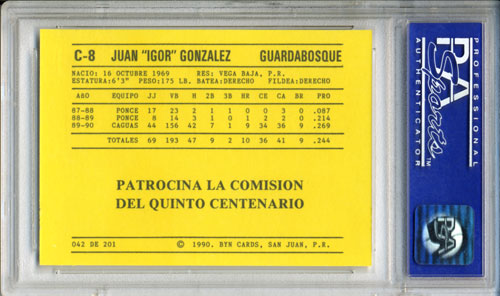 C-8 JUAN "IGOR" GONZALEZ GUARDABOSQUE
NACIO: 16 OCTUBRE 1969 RES: VEGA BAJA, P.R.
ESTATURA:6'3" PESO:175 LB. BATEA:DERECHO FILDEA:DERECHO
A#O EQUIPO JJ VB H 2B 3B HR CE CA BR PRO
87-88 PONCE 17 23 2 1 1 0 0 3 0 .087
88-89 PONCE 8 14 3 0 0 0 0 2 0 .214
89-90 CAGUAS 44 156 42 7 1 9 34 36 9 .269
TOTALES 69 193 47 9 2 10 36 41 9 .244
PATROCINA LA COMISION
DEL QUINTO CENTENARIO
042 DE 201 © 1990. BYN CARDS, SAN JUAN, P.R.
PROFESSIONAL
PSA
Sports
TM
AUTHENTICATOR
PSA